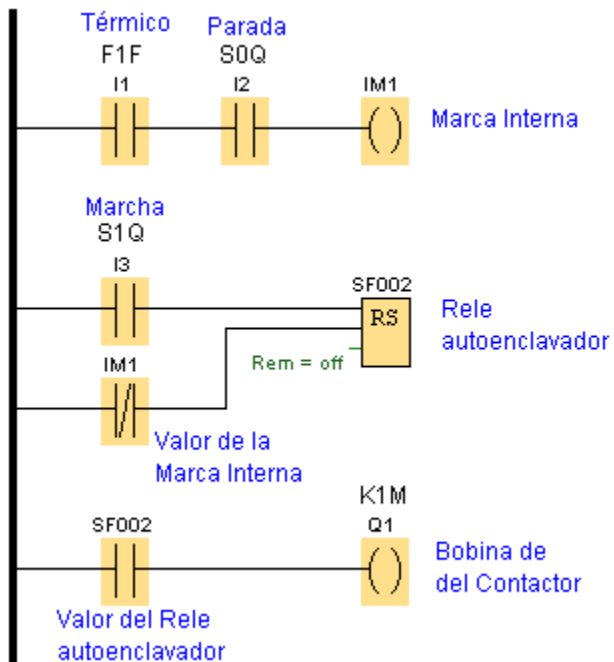 Térmico
Parada
F1F
S0Q
I1
I2
IM1
Marca Interna
Marcha
S1Q
I3
SF002
RS
Rele
autoenclavador
Rem = off
IM1
Valor de la
Marca Interna
K1M
SF002
Q1
Bobina de
del Contactor
Valor del Rele
autoenclavador